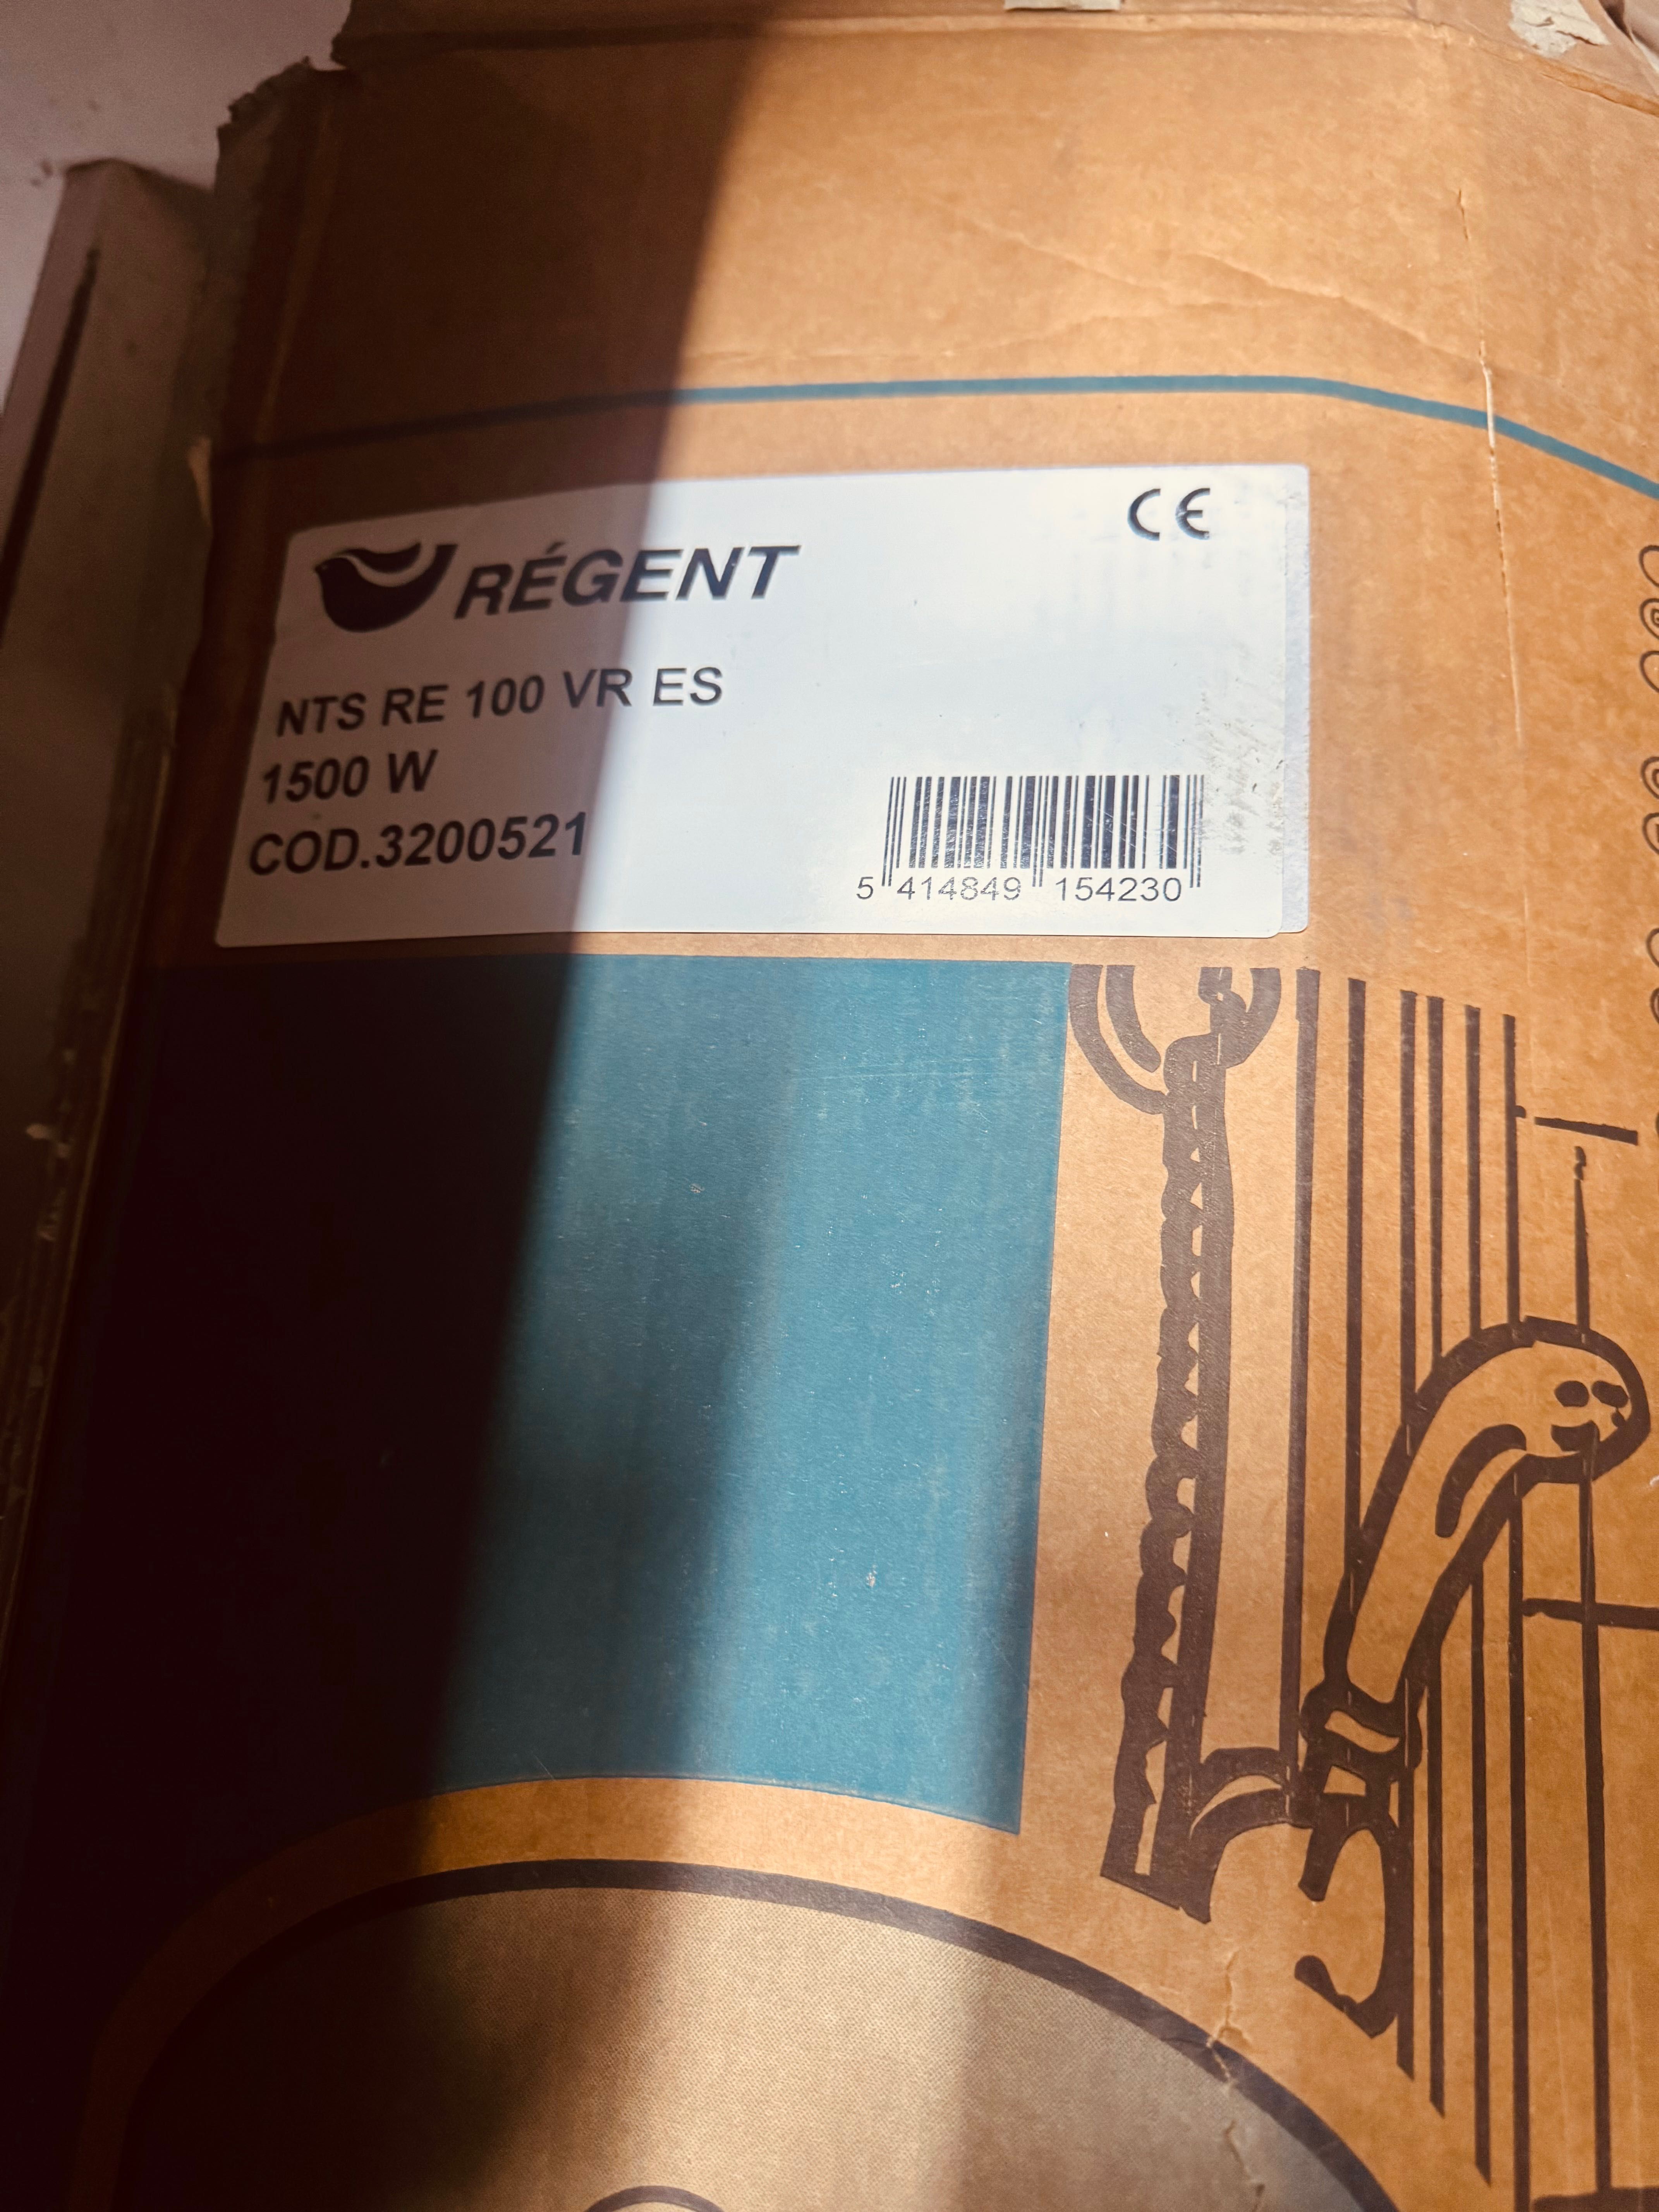 CE
RÉGENT
NTS RE 100 VR ES
1500 W
COD.3200521
5 414849 154230